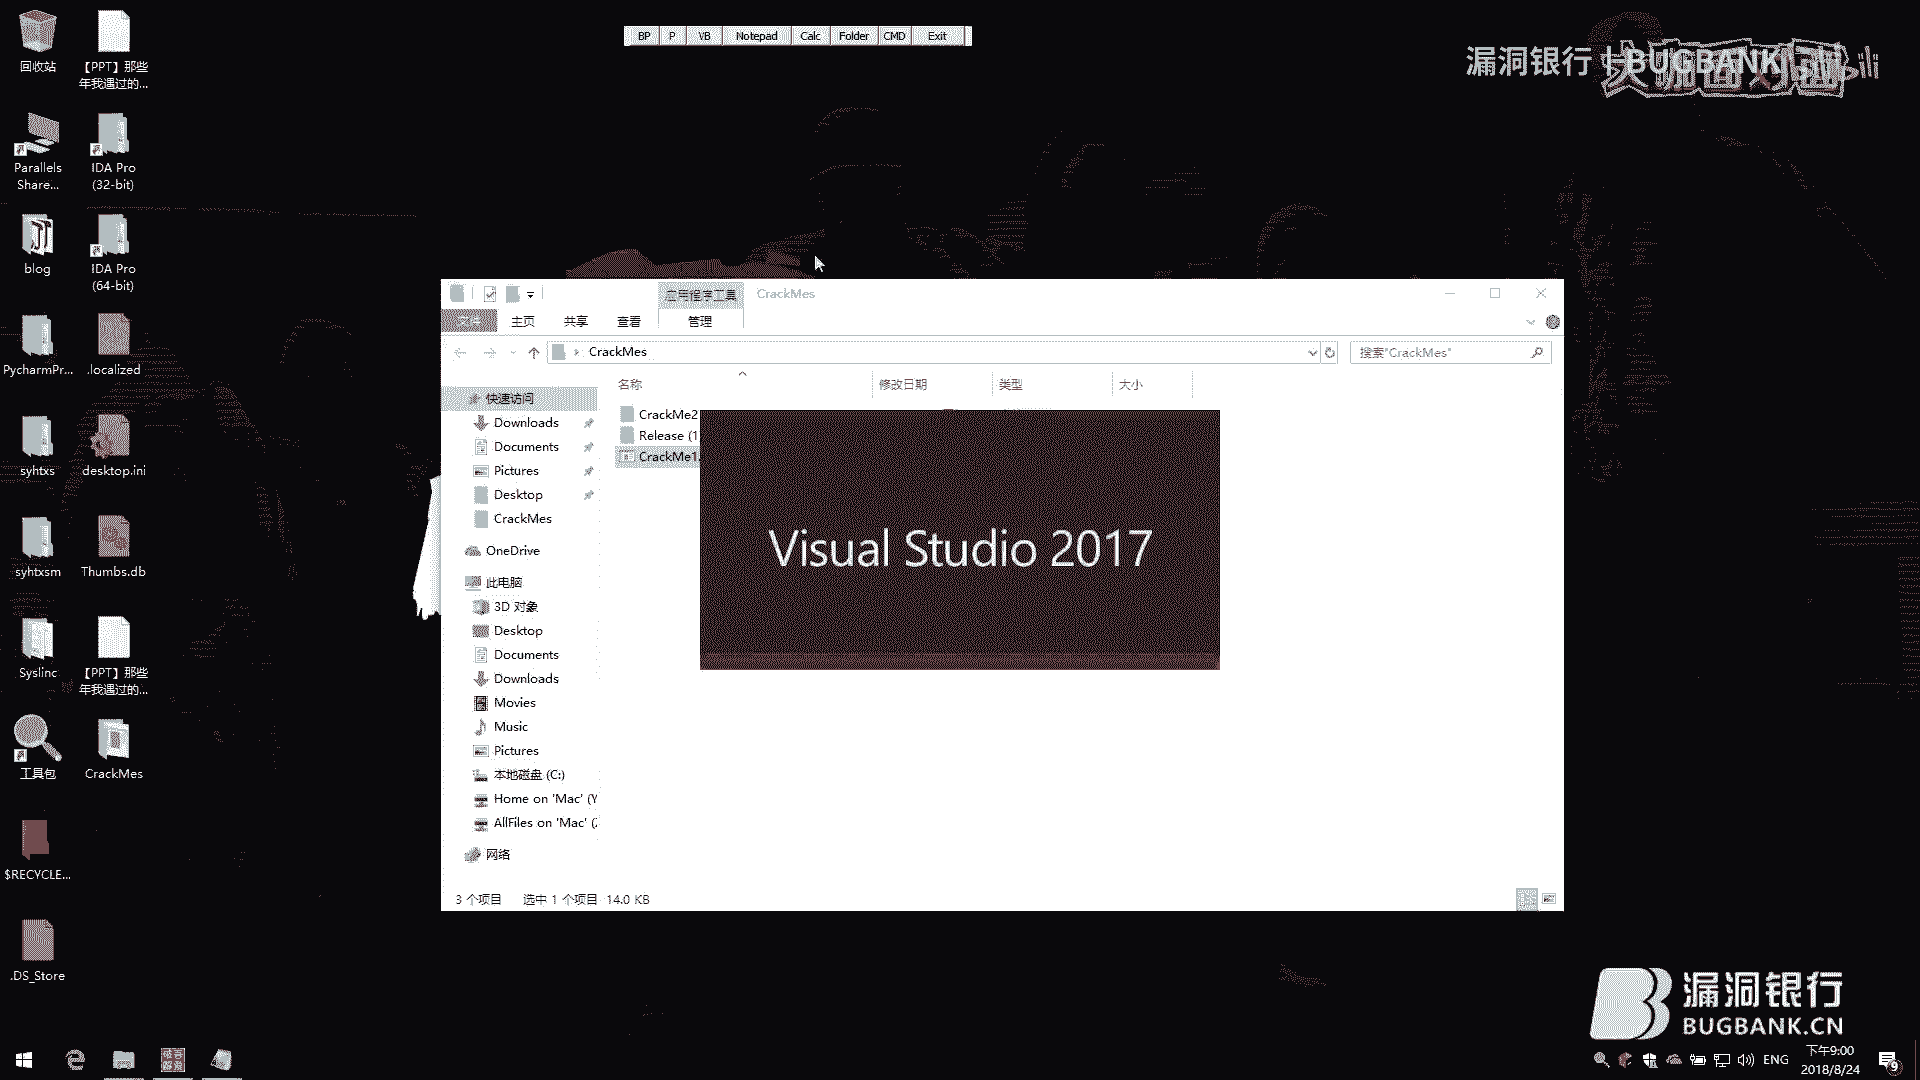 BP P VB Notepad Calc Folder CMD Exit
漏洞银行 | BUGBANK
回收站
【PPT】那些
年我遇过的...
Parallels
Share...
IDA Pro
(32-bit)
blog
IDA Pro
(64-bit)
PycharmPr...
.localized
syhtxs
desktop.ini
syhtxsm
Thumbs.db
Syslinc
【PPT】那些
年我遇过的...
工具包
CrackMes
$RECYCLE...
.DS_Store
应用程序工具 CrackMes
文件 主页 共享 查看 管理
CrackMes
搜索"CrackMes"
名称 修改日期 类型 大小
快速访问
Downloads
Documents
Pictures
Desktop
CrackMes
OneDrive
此电脑
3D 对象
Desktop
Documents
Downloads
Movies
Music
Pictures
本地磁盘 (C:)
Home on 'Mac' (Y
AllFiles on 'Mac' (
网络
CrackMe2
Release (1
CrackMe1.
Visual Studio 2017
3 个项目 选中 1 个项目 14.0 KB
漏洞银行
BUGBANK.CN
ENG
下午9:00
2018/8/24
9